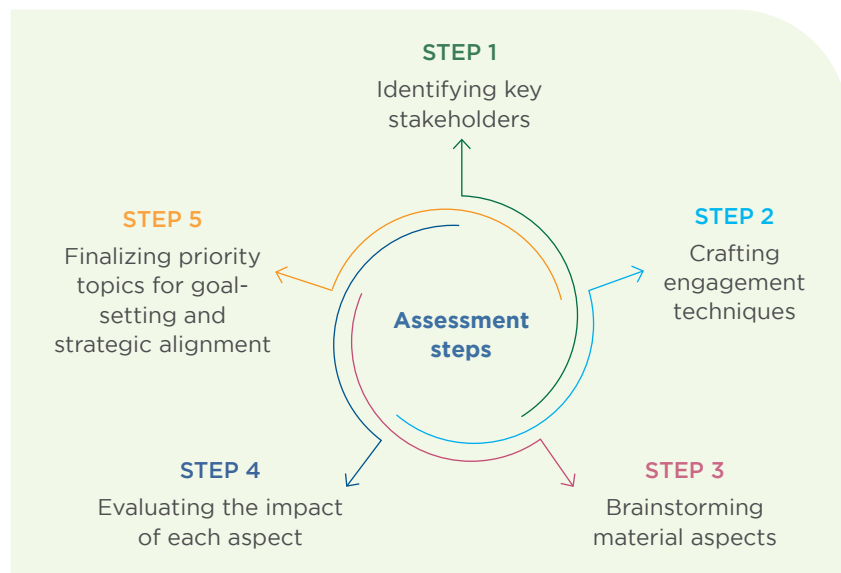 STEP 1
Identifying key
stakeholders
STEP 2
Crafting
engagement
techniques
STEP 3
Brainstorming
material aspects
STEP 4
Evaluating the impact
of each aspect
STEP 5
Finalizing priority
topics for goal-
setting and
strategic alignment
Assessment
steps